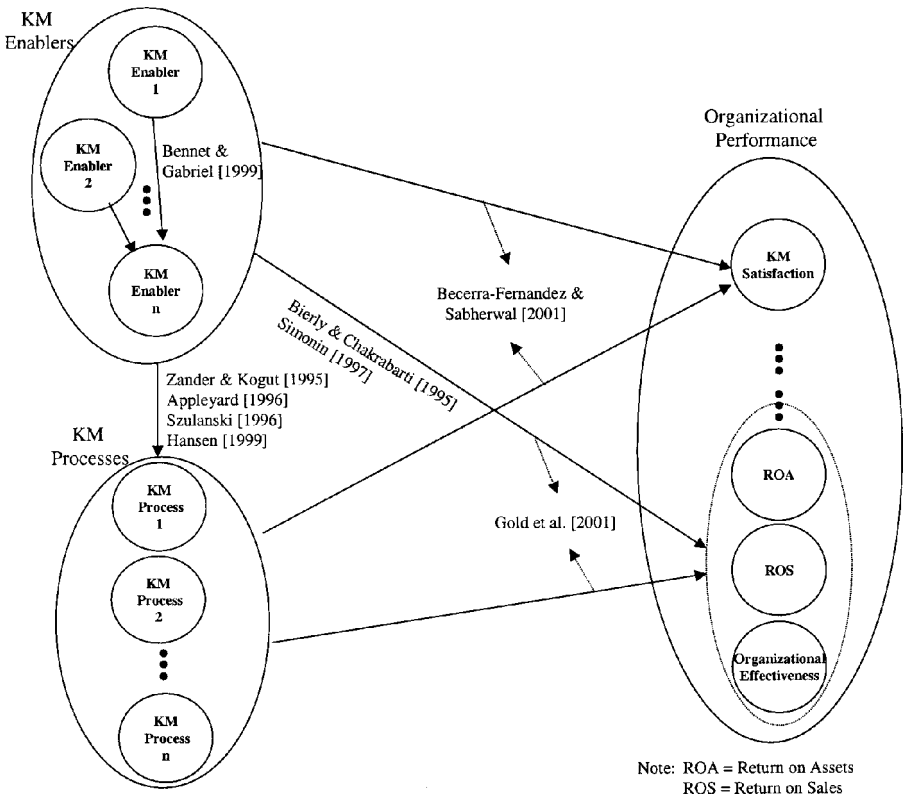 KM
Enablers
KM
Enabler
1
KM
Enabler
2
Bennet &
Gabriel [1999]
KM
Enabler
n
Organizational
Performance
KM
Satisfaction
Becerra-Fernandez &
Sabherwal [2001]
Bierly & Chakrabarti [1995]
Simonin [1997]
Zander & Kogut [1995]
Appleyard [1996]
Szulanski [1996]
Hansen [1999]
KM
Processes
KM
Process
1
KM
Process
2
KM
Process
n
Gold et al. [2001]
ROA
ROS
Organizational
Effectiveness
Note: ROA = Return on Assets
ROS = Return on Sales